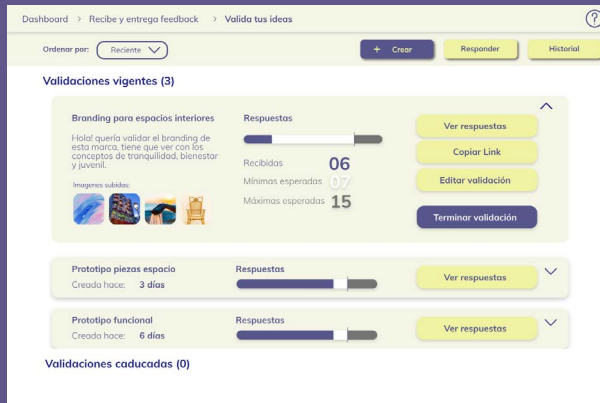 Dashboard > Recibe y entrega feedback > Valida tus ideas
?
Ordenar por: Reciente
+ Crear
Responder
Historial
Validaciones vigentes (3)
Branding para espacios interiores
Hola! quería validar el branding de
esta marca, tiene que ver con los
conceptos de tranquilidad, bienestar
y juvenil.
Imagenes subidas:
Respuestas
Recibidas 06
Mínimas esperadas 07
Máximas esperadas 15
Ver respuestas
Copiar Link
Editar validación
Terminar validación
Prototipo piezas espacio
Creada hace: 3 días
Respuestas
Ver respuestas
Prototipo funcional
Creada hace: 6 días
Respuestas
Ver respuestas
Validaciones caducadas (0)